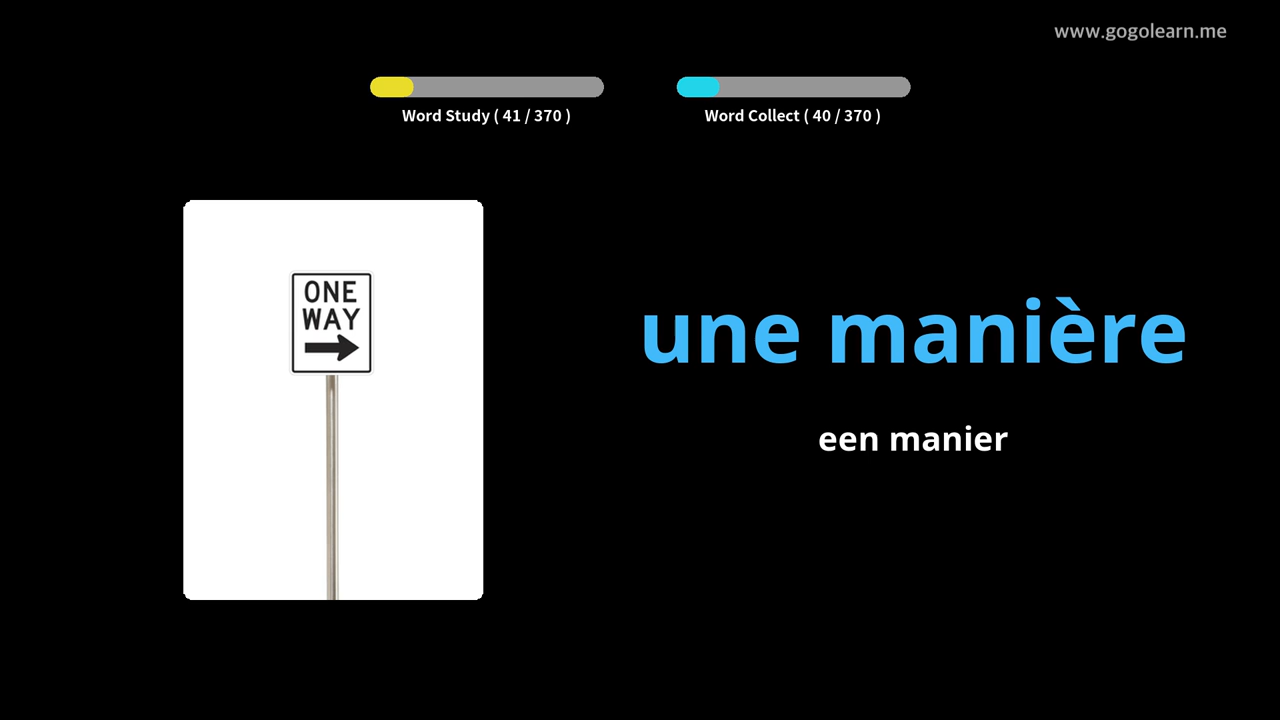 www.gogolearn.me
Word Study ( 41 / 370 )
Word Collect ( 40 / 370 )
ONE
WAY
une manière
een manier